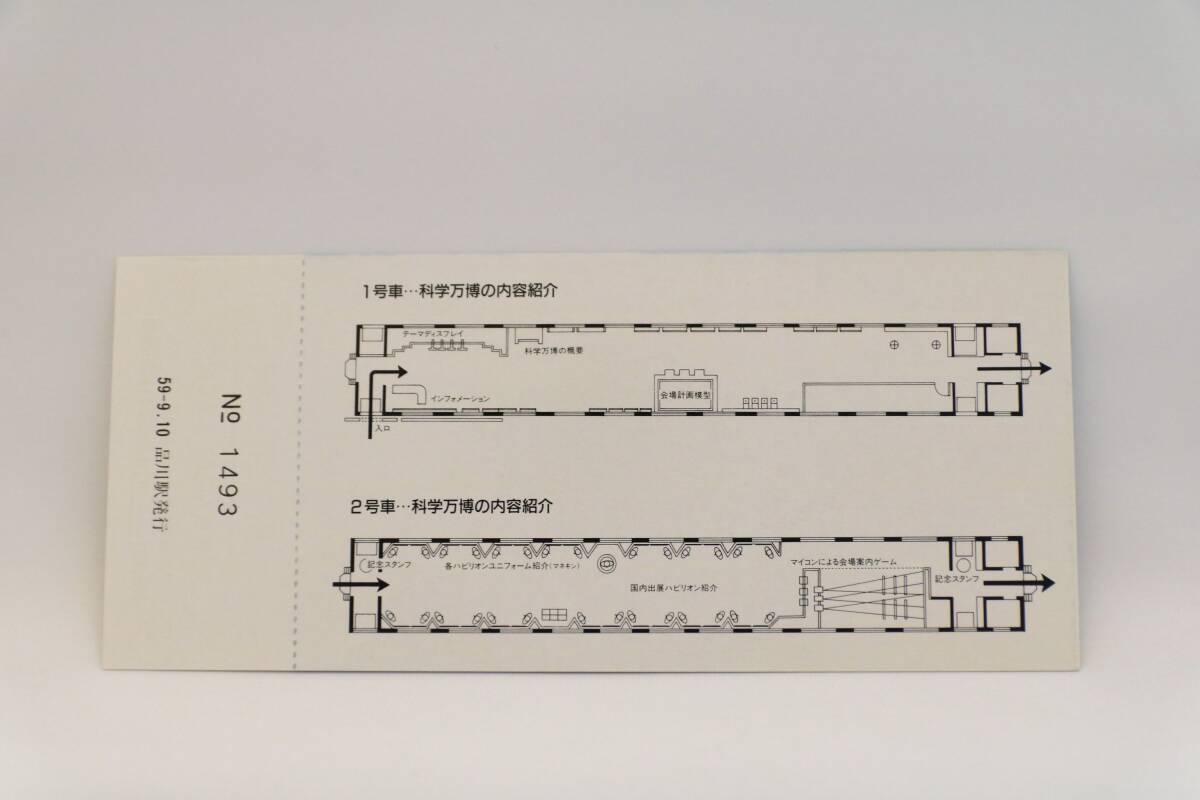 № 1493
59-9.10 品川駅発行
1号車…科学万博の内容紹介
テーマディスプレイ
科学万博の概要
インフォメーション
会場計画模型
入口
2号車…科学万博の内容紹介
記念スタンプ
各パビリオンユニフォーム紹介(マネキン)
国内出展パビリオン紹介
マイコンによる会場案内ゲーム
記念スタンプ